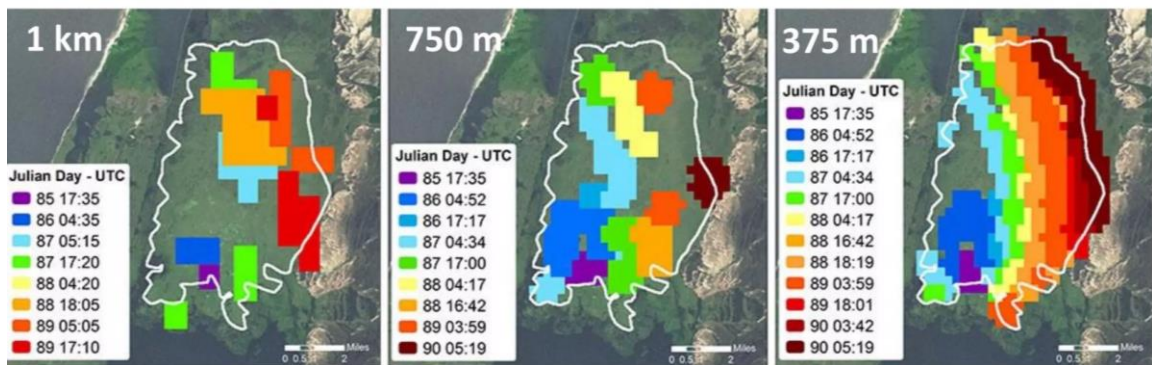 1 km
Julian Day - UTC
85 17:35
86 04:35
87 05:15
87 17:20
88 04:20
88 18:05
89 05:05
89 17:10
Miles
0 0.5 1 2
750 m
Julian Day - UTC
85 17:35
86 04:52
86 17:17
87 04:34
87 17:00
88 04:17
88 16:42
89 03:59
90 05:19
Miles
0 0.5 1 2
375 m
Julian Day - UTC
85 17:35
86 04:52
86 17:17
87 04:34
87 17:00
88 04:17
88 16:42
88 18:19
89 03:59
89 18:01
90 03:42
90 05:19
Miles
0 0.5 1 2